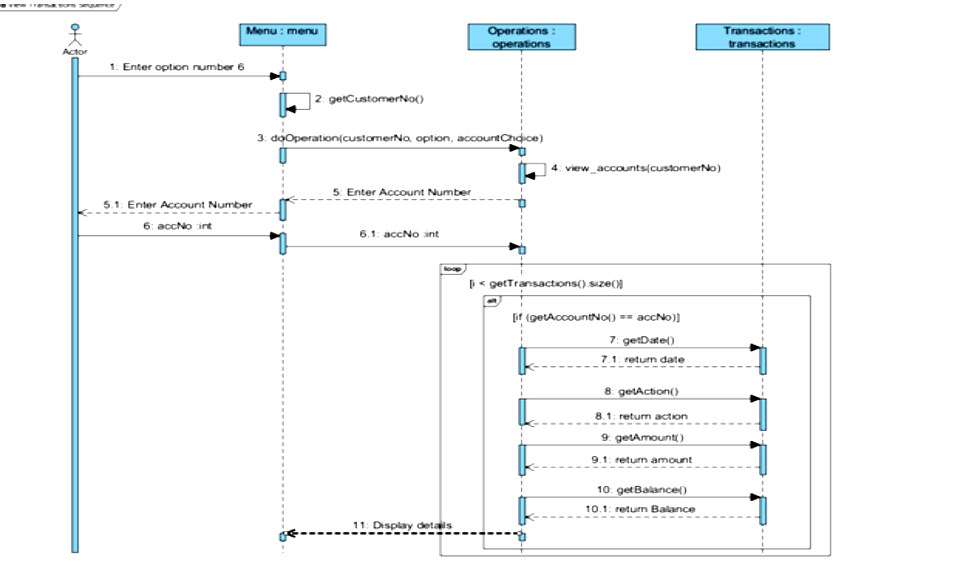 View Transactions Sequence
Actor
Menu : menu
Operations :
operations
Transactions :
transactions
1: Enter option number 6
2: getCustomerNo()
3: doOperation(customerNo, option, accountChoice)
4: view_accounts(customerNo)
5: Enter Account Number
5.1: Enter Account Number
6: accNo :int
6.1: accNo :int
loop
[i < getTransactions().size()]
alt
[if (getAccountNo() == accNo)]
7: getDate()
7.1: return date
8: getAction()
8.1: return action
9: getAmount()
9.1: return amount
10: getBalance()
10.1: return Balance
11: Display details